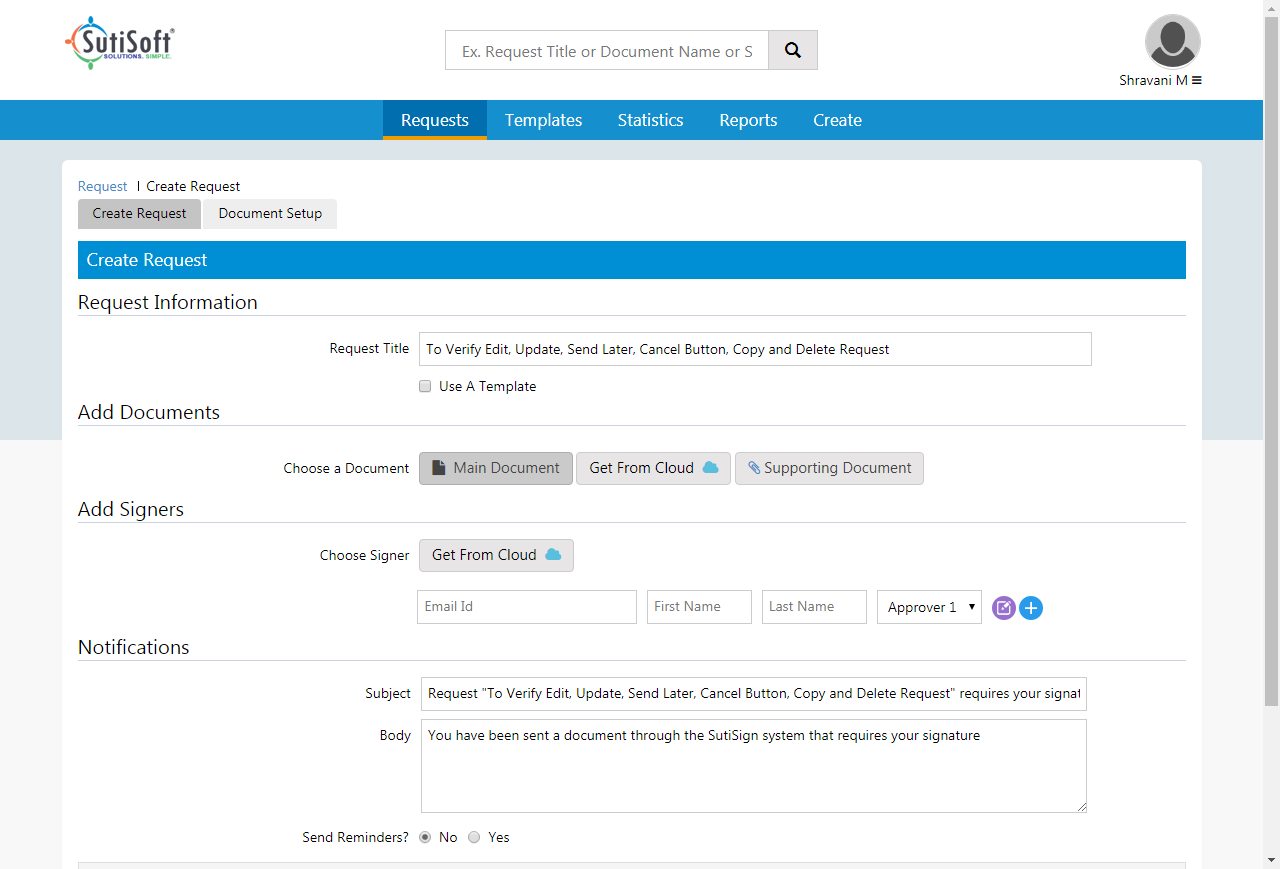 SutiSoft®
SOLUTIONS. SIMPLE.
Ex. Request Title or Document Name or S
Shravani M
Requests Templates Statistics Reports Create
Request | Create Request
Create Request Document Setup
Create Request
Request Information
Request Title To Verify Edit, Update, Send Later, Cancel Button, Copy and Delete Request
Use A Template
Add Documents
Choose a Document Main Document Get From Cloud Supporting Document
Add Signers
Choose Signer Get From Cloud
Email Id First Name Last Name Approver 1
Notifications
Subject Request "To Verify Edit, Update, Send Later, Cancel Button, Copy and Delete Request" requires your signat
Body You have been sent a document through the SutiSign system that requires your signature
Send Reminders? No Yes